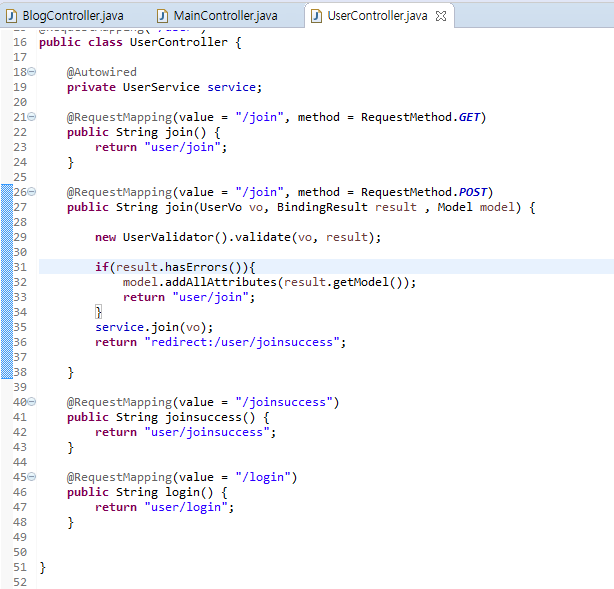 BlogController.java MainController.java UserController.java
16 public class UserController {
17
18 @Autowired
19 private UserService service;
20
21 @RequestMapping(value = "/join", method = RequestMethod.GET)
22 public String join() {
23 return "user/join";
24 }
25
26 @RequestMapping(value = "/join", method = RequestMethod.POST)
27 public String join(UserVo vo, BindingResult result , Model model) {
28
29 new UserValidator().validate(vo, result);
30
31 if(result.hasErrors()){
32 model.addAllAttributes(result.getModel());
33 return "user/join";
34 }
35 service.join(vo);
36 return "redirect:/user/joinsuccess";
37
38 }
39
40 @RequestMapping(value = "/joinsuccess")
41 public String joinsuccess() {
42 return "user/joinsuccess";
43 }
44
45 @RequestMapping(value = "/login")
46 public String login() {
47 return "user/login";
48 }
49
50
51 }
52